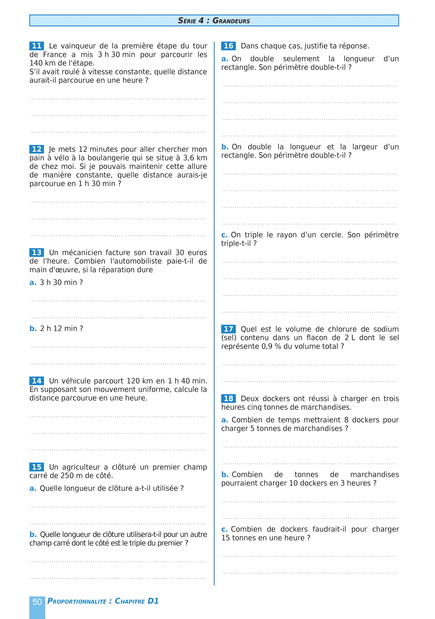 SÉRIE 4 : GRANDEURS
11 Le vainqueur de la première étape du tour
de France a mis 3 h 30 min pour parcourir les
140 km de l'étape.
S'il avait roulé à vitesse constante, quelle distance
aurait-il parcourue en une heure ?
12 Je mets 12 minutes pour aller chercher mon
pain à vélo à la boulangerie qui se situe à 3,6 km
de chez moi. Si je pouvais maintenir cette allure
de manière constante, quelle distance aurais-je
parcourue en 1 h 30 min ?
13 Un mécanicien facture son travail 30 euros
de l'heure. Combien l'automobiliste paie-t-il de
main d'œuvre, si la réparation dure
a. 3 h 30 min ?
b. 2 h 12 min ?
14 Un véhicule parcourt 120 km en 1 h 40 min.
En supposant son mouvement uniforme, calcule la
distance parcourue en une heure.
15 Un agriculteur a clôturé un premier champ
carré de 250 m de côté.
a. Quelle longueur de clôture a-t-il utilisée ?
b. Quelle longueur de clôture utilisera-t-il pour un autre
champ carré dont le côté est le triple du premier ?
16 Dans chaque cas, justifie ta réponse.
a. On double seulement la longueur d'un
rectangle. Son périmètre double-t-il ?
b. On double la longueur et la largeur d'un
rectangle. Son périmètre double-t-il ?
c. On triple le rayon d'un cercle. Son périmètre
triple-t-il ?
17 Quel est le volume de chlorure de sodium
(sel) contenu dans un flacon de 2 L dont le sel
représente 0,9 % du volume total ?
18 Deux dockers ont réussi à charger en trois
heures cinq tonnes de marchandises.
a. Combien de temps mettraient 8 dockers pour
charger 5 tonnes de marchandises ?
b. Combien de tonnes de marchandises
pourraient charger 10 dockers en 3 heures ?
c. Combien de dockers faudrait-il pour charger
15 tonnes en une heure ?
50 PROPORTIONNALITÉ : CHAPITRE D1